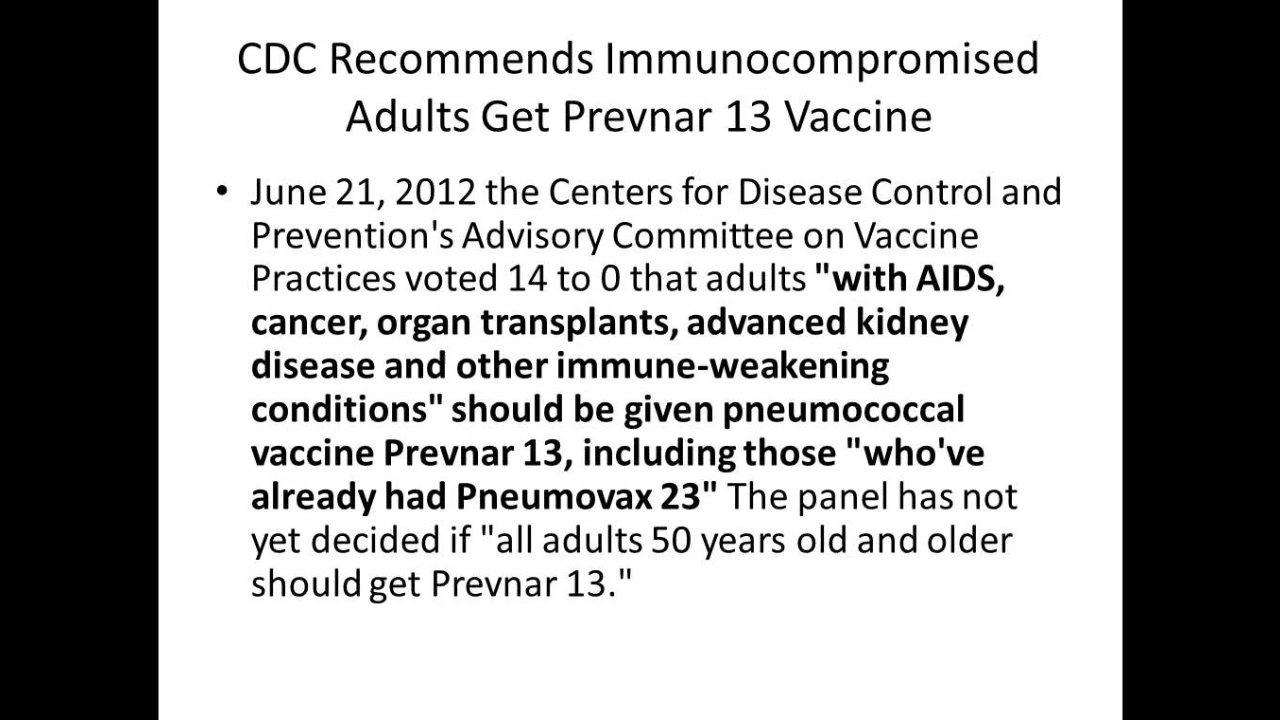 CDC Recommends Immunocompromised
Adults Get Prevnar 13 Vaccine
• June 21, 2012 the Centers for Disease Control and
Prevention's Advisory Committee on Vaccine
Practices voted 14 to 0 that adults "with AIDS,
cancer, organ transplants, advanced kidney
disease and other immune-weakening
conditions" should be given pneumococcal
vaccine Prevnar 13, including those "who've
already had Pneumovax 23" The panel has not
yet decided if "all adults 50 years old and older
should get Prevnar 13."